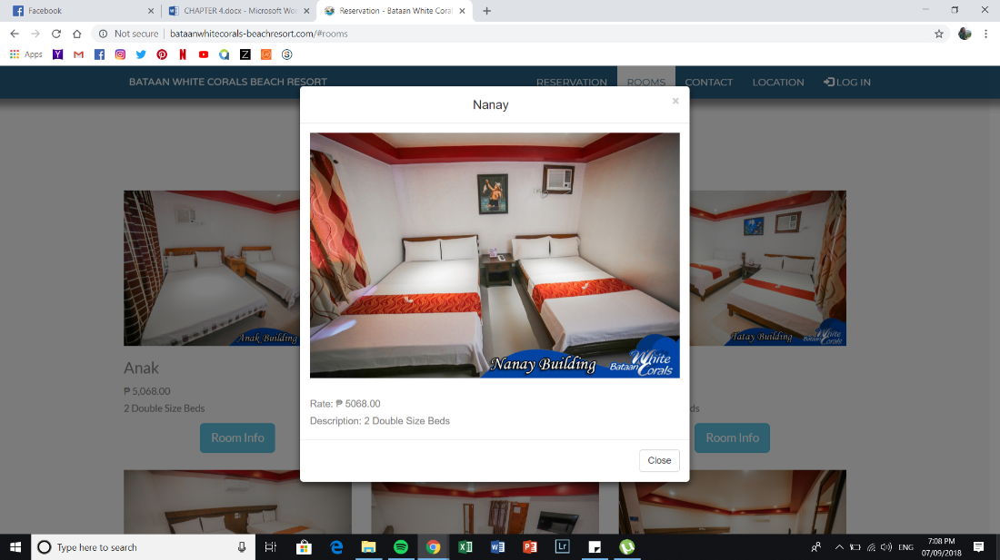 Facebook
CHAPTER 4.docx - Microsoft Wor
Reservation - Bataan White Coral
Not secure | bataanwhitecorals-beachresort.com/#rooms
Apps
BATAAN WHITE CORALS BEACH RESORT
RESERVATION
ROOMS
CONTACT
LOCATION
LOG IN
Nanay
×
Nanay Building
Bataan White Corals
Rate: ₱ 5068.00
Description: 2 Double Size Beds
Close
Anak Building
Anak
₱ 5,068.00
2 Double Size Beds
Room Info
Tatay Building
Bataan White Corals
ds
Room Info
Type here to search
Lr
ENG
7:08 PM
07/09/2018